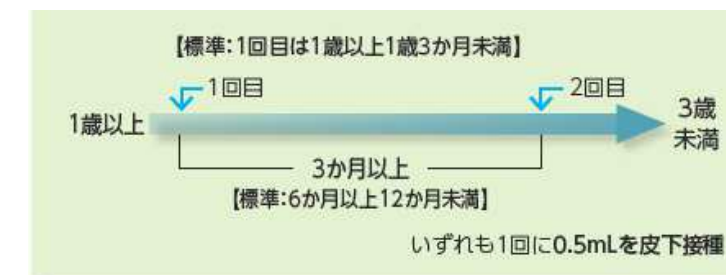 【標準:1回目は1歳以上1歳3か月未満】
1回目
2回目
1歳以上
3歳
未満
3か月以上
【標準:6か月以上12か月未満】
いずれも1回に0.5mLを皮下接種